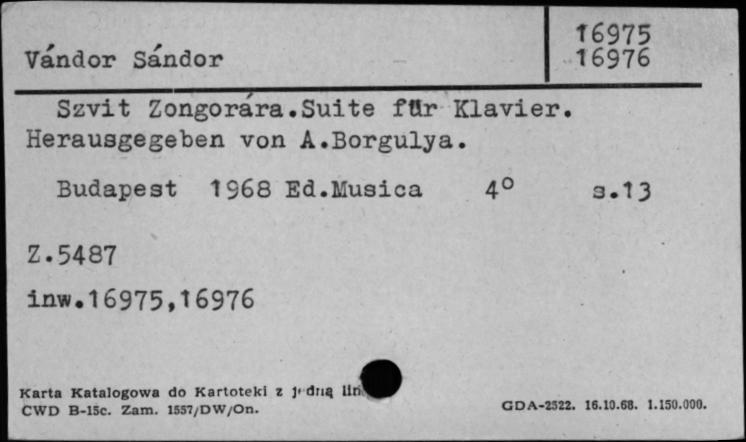 16975
Vándor Sándor 16976
Szvit Zongorára.Suite für Klavier.
Herausgegeben von A.Borgulya.
Budapest 1968 Ed.Musica 4° s.13
Z.5487
inw.16975,16976
Karta Katalogowa do Kartoteki z jedną lin
CWD B-15c. Zam. 1557/DW/On. GDA-2522. 16.10.68. 1.150.000.